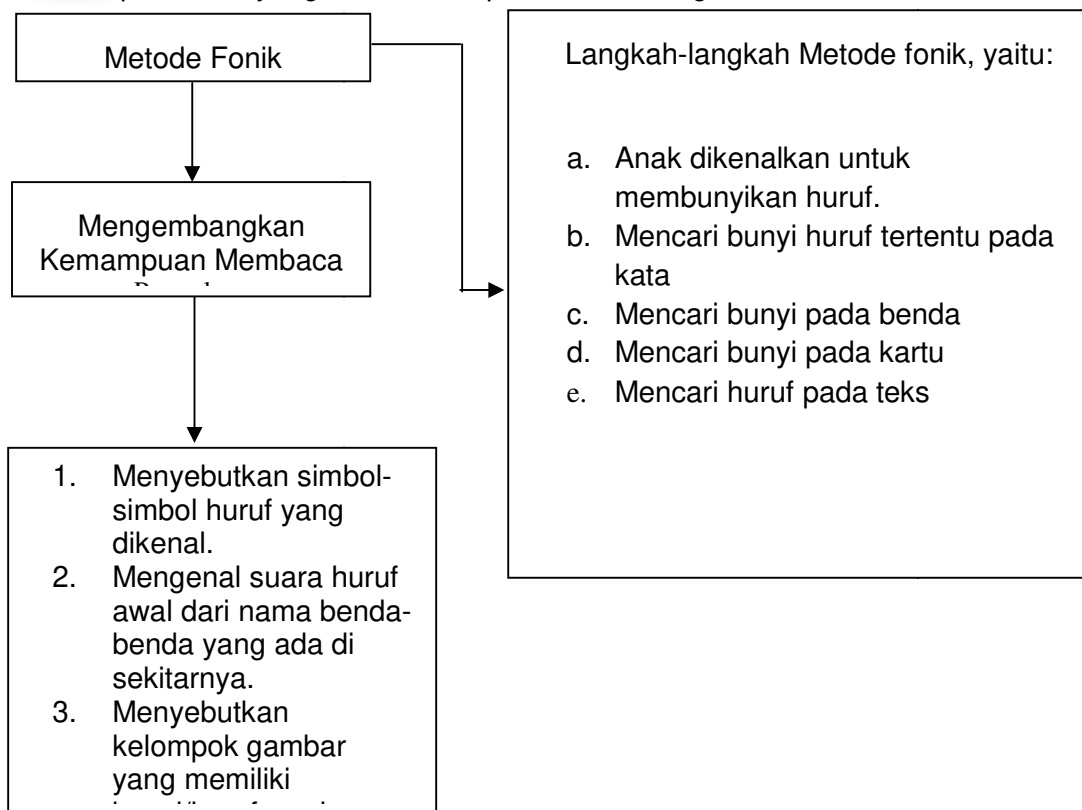 Metode Fonik
Langkah-langkah Metode fonik, yaitu:
a. Anak dikenalkan untuk
membunyikan huruf.
b. Mencari bunyi huruf tertentu pada
kata
c. Mencari bunyi pada benda
d. Mencari bunyi pada kartu
e. Mencari huruf pada teks
Mengembangkan
Kemampuan Membaca
1. Menyebutkan simbol-
simbol huruf yang
dikenal.
2. Mengenal suara huruf
awal dari nama benda-
benda yang ada di
sekitarnya.
3. Menyebutkan
kelompok gambar
yang memiliki